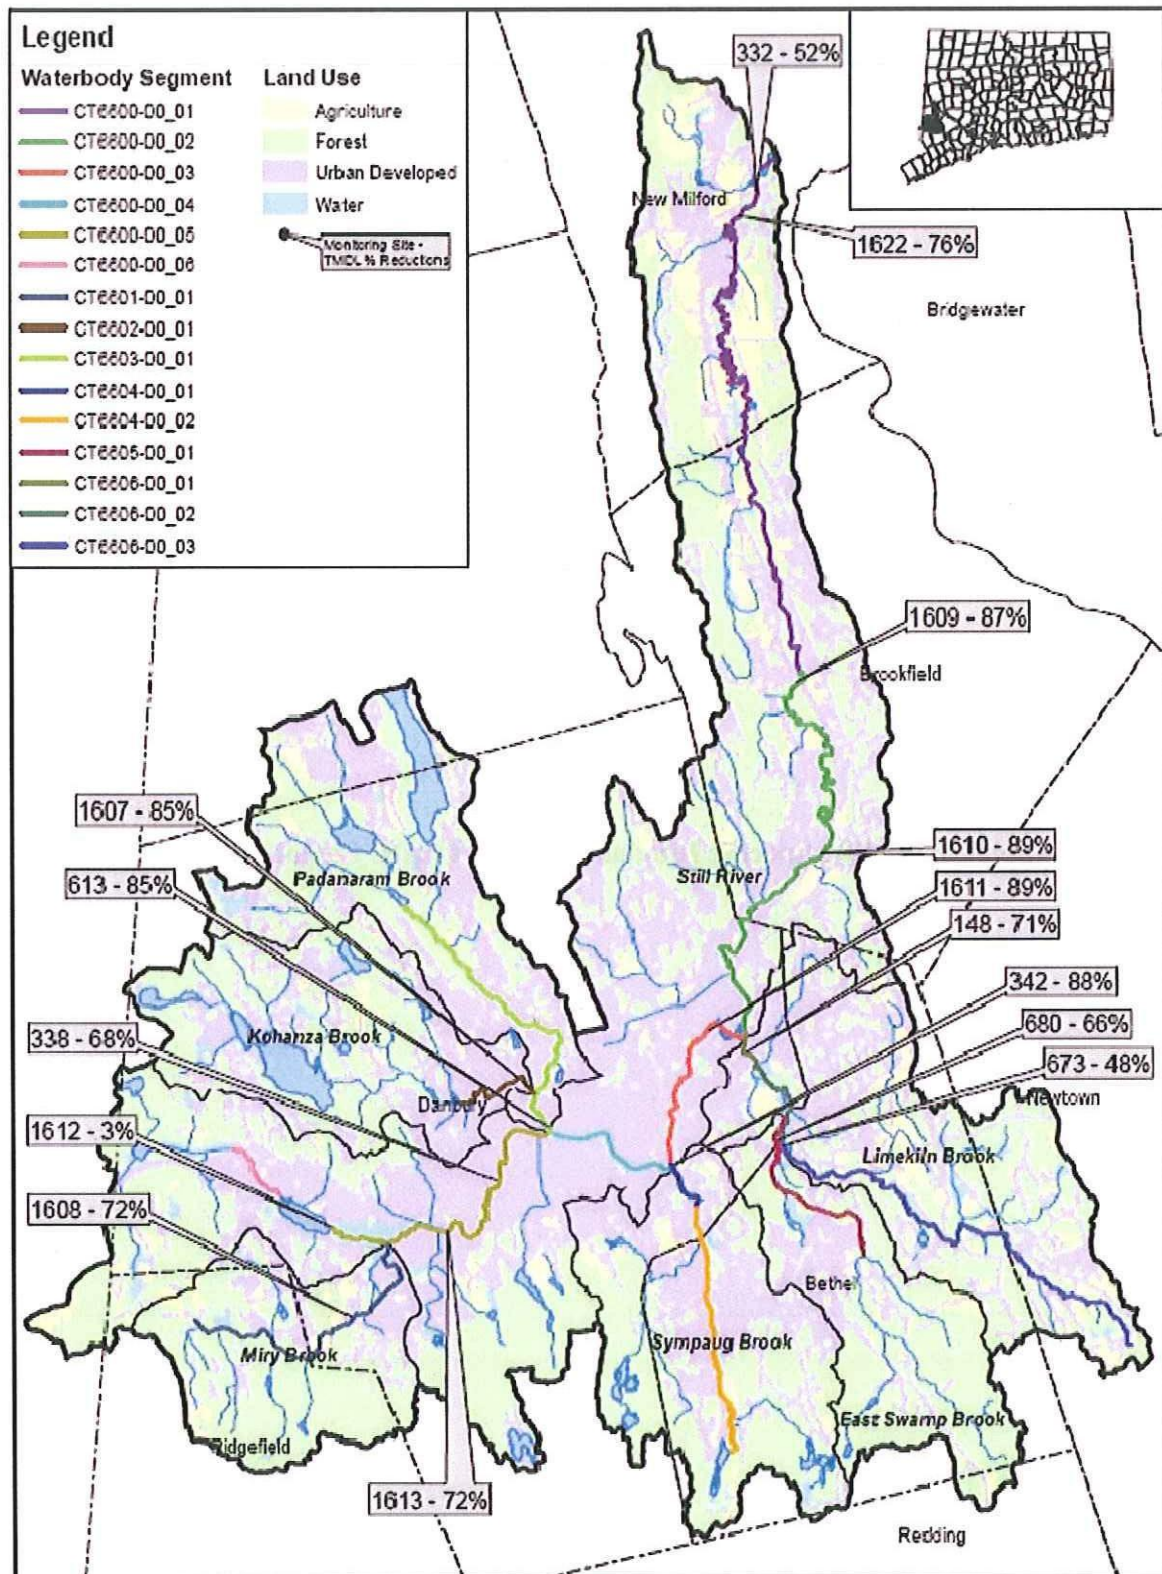 Legend
Waterbody Segment
CT6600-00_01
CT6600-00_02
CT6600-00_03
CT6600-00_04
CT6600-00_05
CT6600-00_06
CT6601-00_01
CT6602-00_01
CT6603-00_01
CT6604-00_01
CT6604-00_02
CT6605-00_01
CT6606-00_01
CT6606-00_02
CT6606-00_03
Land Use
Agriculture
Forest
Urban Developed
Water
Monitoring Site -
TMDL % Reductions
332 - 52%
New Milford
1622 - 76%
Bridgewater
1609 - 87%
Brookfield
1607 - 85%
1610 - 89%
613 - 85%
Padanaram Brook
Still River
1611 - 89%
148 - 71%
342 - 88%
338 - 68%
Kohanza Brook
680 - 66%
673 - 48%
Danbury
Newtown
1612 - 3%
Limekiln Brook
1608 - 72%
Bethel
Miry Brook
Sympaug Brook
Ridgefield
East Swamp Brook
1613 - 72%
Redding